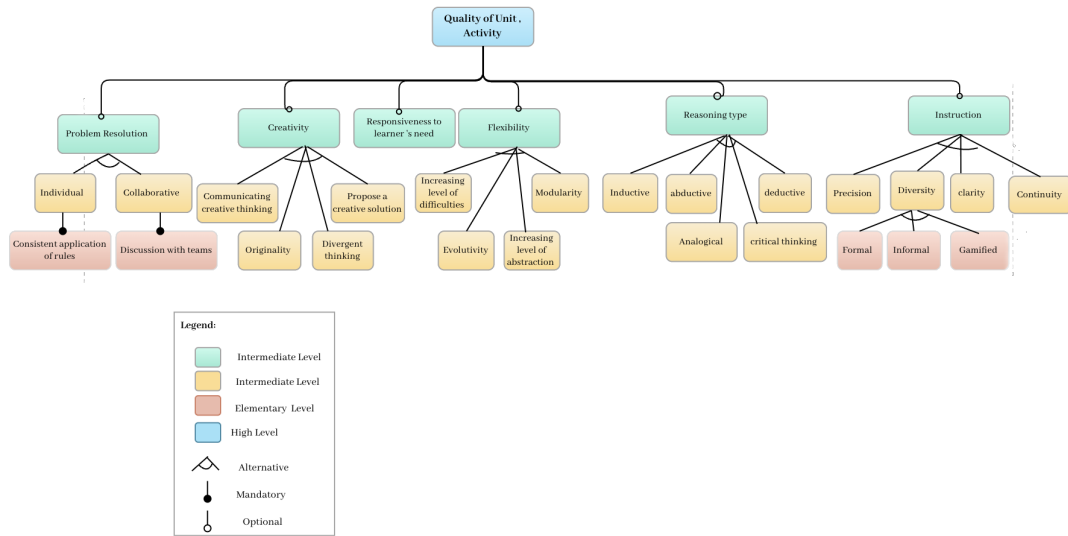 Quality of Unit ,
Activity
Problem Resolution
Creativity
Responsiveness to
learner 's need
Flexibility
Reasoning type
Instruction
Individual
Collaborative
Communicating
creative thinking
Propose a
creative solution
Increasing
level of
difficulties
Modularity
Inductive
abductive
deductive
Precision
Diversity
clarity
Continuity
Consistent application
of rules
Discussion with teams
Originality
Divergent
thinking
Evolutivity
Increasing
level of
abstraction
Analogical
critical thinking
Formal
Informal
Gamified
Legend:
Intermediate Level
Intermediate Level
Elementary Level
High Level
Alternative
Mandatory
Optional